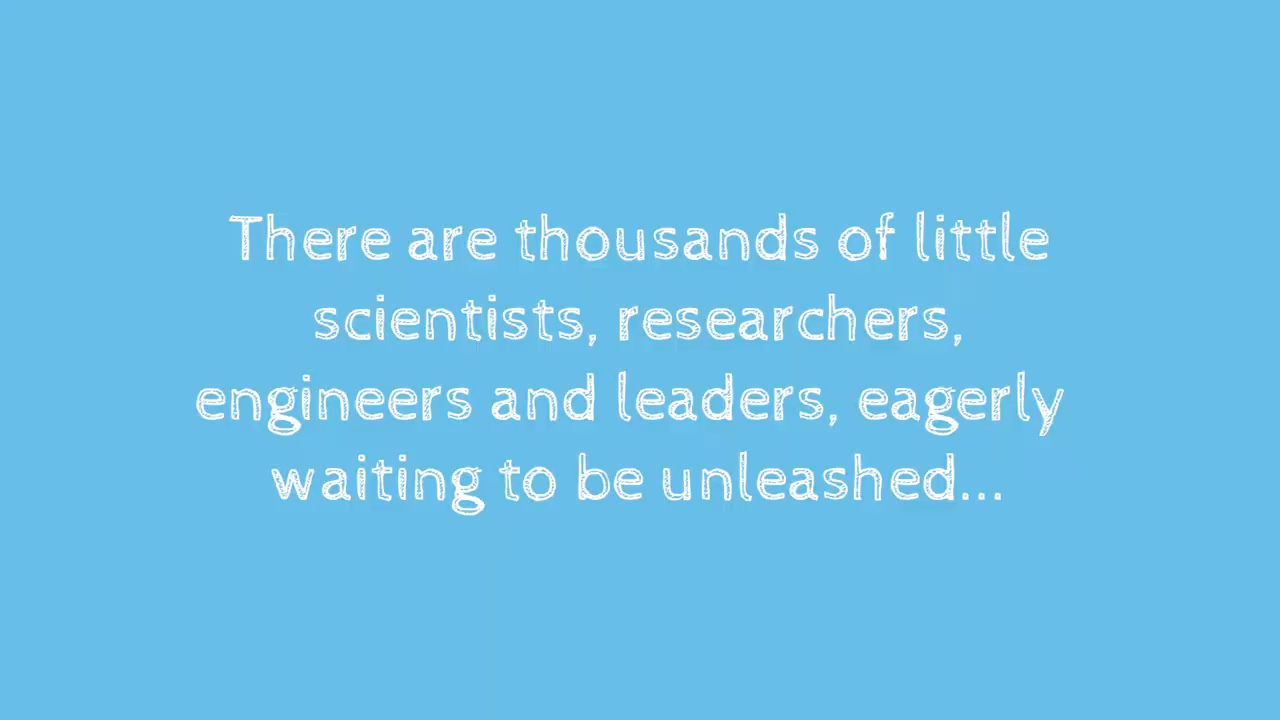 There are thousands of little
scientists, researchers,
engineers and leaders, eagerly
waiting to be unleashed...